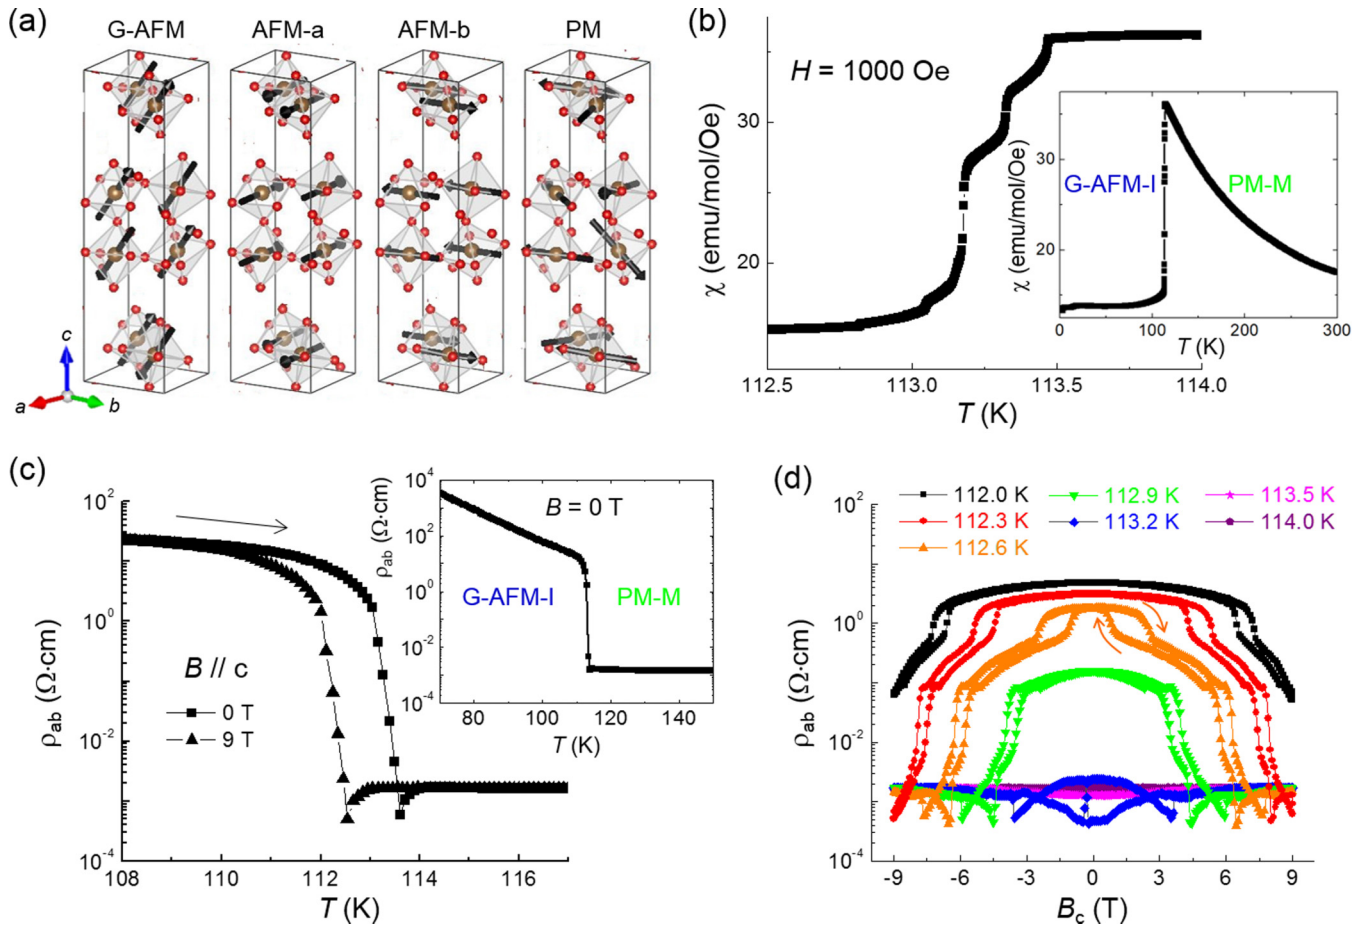 (a)
G-AFM AFM-a AFM-b PM
c
a
b
(b)
H = 1000 Oe
χ (emu/mol/Oe)
30
20
112.5 113.0 113.5 114.0
T (K)
χ (emu/mol/Oe)
30
20
G-AFM-I PM-M
0 100 200 300
T (K)
(c)
ρab (Ω·cm)
10²
10⁰
10⁻²
10⁻⁴
B // c
0 T
9 T
108 110 112 114 116
T (K)
ρab (Ω·cm)
10⁴
10²
10⁰
10⁻²
10⁻⁴
B = 0 T
G-AFM-I PM-M
80 100 120 140
T (K)
(d)
112.0 K 112.9 K 113.5 K
112.3 K 113.2 K 114.0 K
112.6 K
ρab (Ω·cm)
10²
10⁰
10⁻²
10⁻⁴
-9 -6 -3 0 3 6 9
Bc (T)